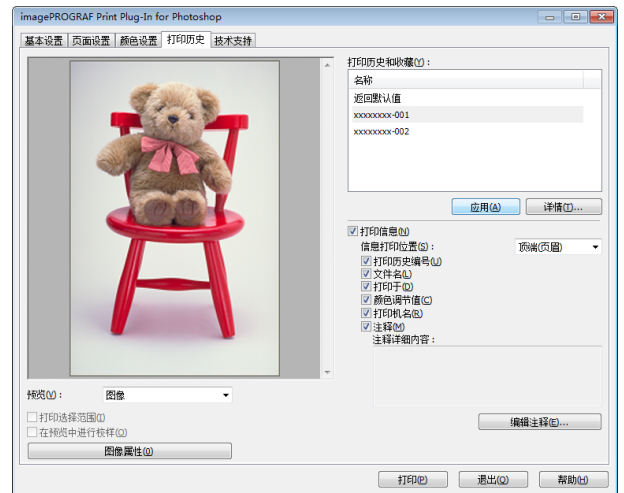 imagePROGRAF Print Plug-In for Photoshop
基本设置 页面设置 颜色设置 打印历史 技术支持
打印历史和收藏(Y)：
名称
返回默认值
xxxxxxxx-001
xxxxxxxx-002
应用(A) 详情(T)...
打印信息(N)
信息打印位置(S)： 顶端(页眉)
打印历史编号(U)
文件名(L)
打印于(D)
颜色调节值(C)
打印机名(R)
注释(M)
注释详细内容：
预览(V)： 图像
打印选择范围(I)
在预览中进行校样(O)
图像属性(0)
编辑注释(E)...
打印(P) 退出(Q) 帮助(H)